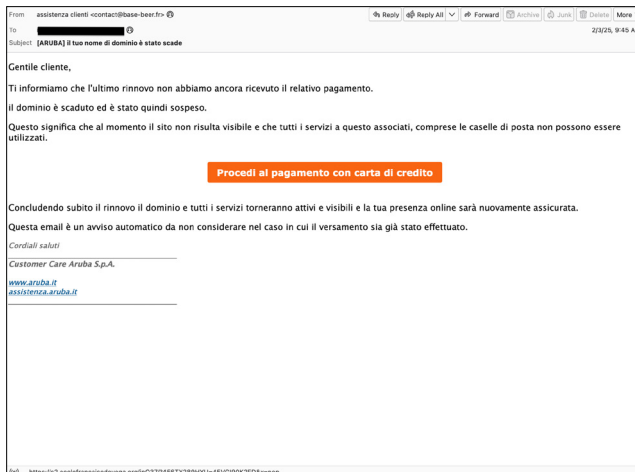 From assistenza clienti <contact@base-beer.fr>
Reply Reply All Forward Archive Junk Delete More
To
2/3/25, 9:45 A
Subject [ARUBA] il tuo nome di dominio è stato scade
Gentile cliente,
Ti informiamo che l'ultimo rinnovo non abbiamo ancora ricevuto il relativo pagamento.
il dominio è scaduto ed è stato quindi sospeso.
Questo significa che al momento il sito non risulta visibile e che tutti i servizi a questo associati, comprese le caselle di posta non possono essere
utilizzati.
Procedi al pagamento con carta di credito
Concludendo subito il rinnovo il dominio e tutti i servizi torneranno attivi e visibili e la tua presenza online sarà nuovamente assicurata.
Questa email è un avviso automatico da non considerare nel caso in cui il versamento sia già stato effettuato.
Cordiali saluti
Customer Care Aruba S.p.A.
www.aruba.it
assistenza.aruba.it